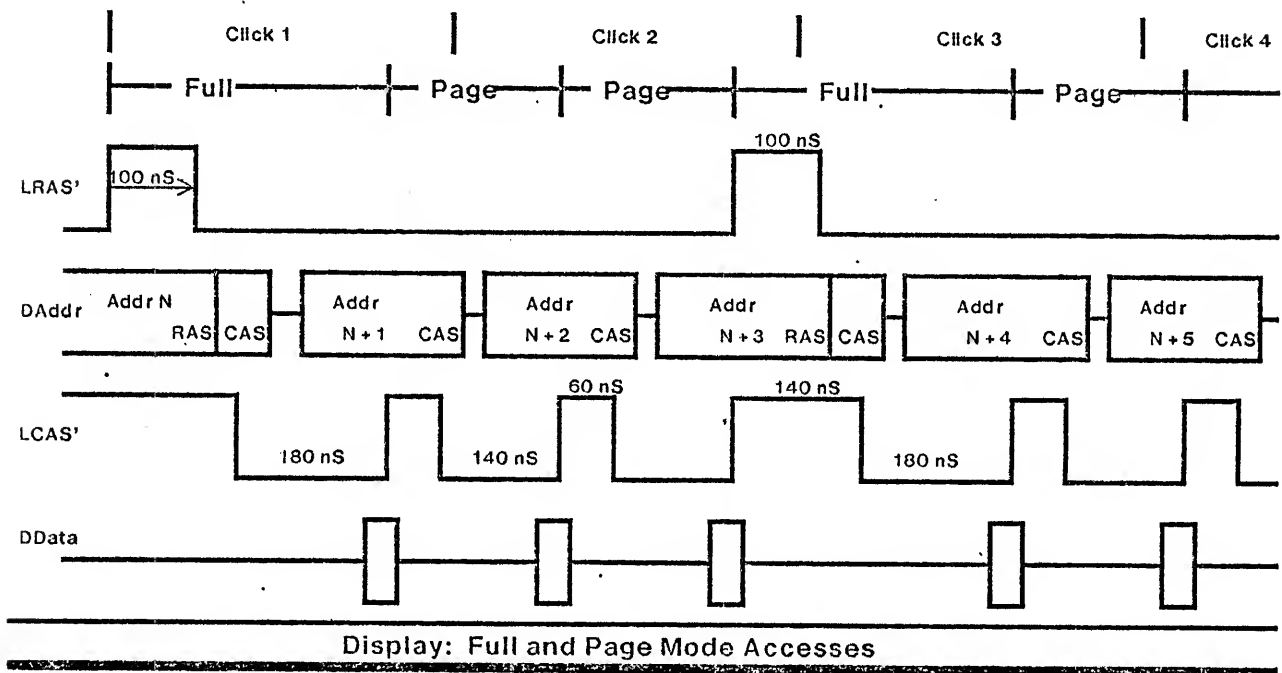 Click 1 Click 2 Click 3 Click 4
Full Page Page Full Page
100 nS
LRAS'
100 nS
DAddr
Addr N
RAS CAS
Addr
N + 1 CAS
Addr
N + 2 CAS
Addr
N + 3 RAS CAS
Addr
N + 4 CAS
Addr
N + 5 CAS
60 nS 140 nS
LCAS'
180 nS 140 nS 180 nS
DData
Display: Full and Page Mode Accesses